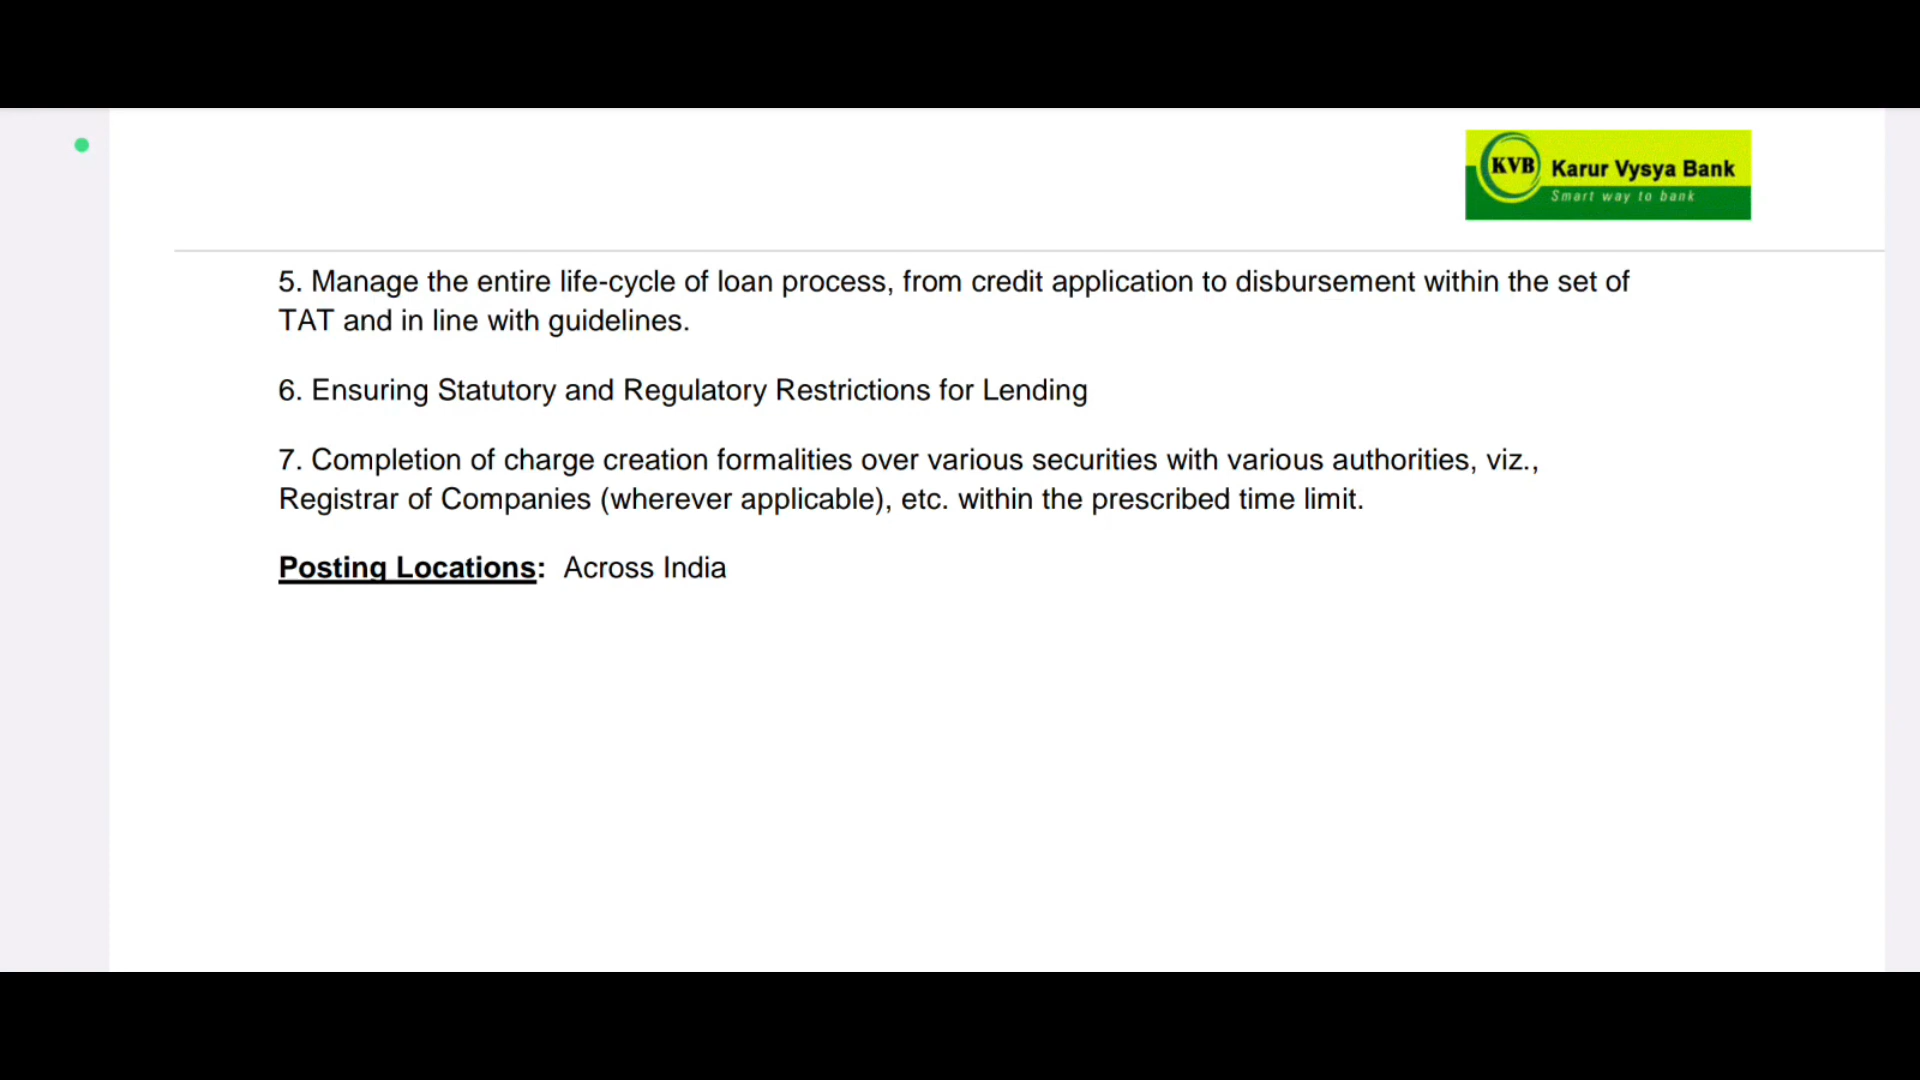 KVB Karur Vysya Bank
Smart way to bank
5. Manage the entire life-cycle of loan process, from credit application to disbursement within the set of
TAT and in line with guidelines.
6. Ensuring Statutory and Regulatory Restrictions for Lending
7. Completion of charge creation formalities over various securities with various authorities, viz.,
Registrar of Companies (wherever applicable), etc. within the prescribed time limit.
Posting Locations: Across India